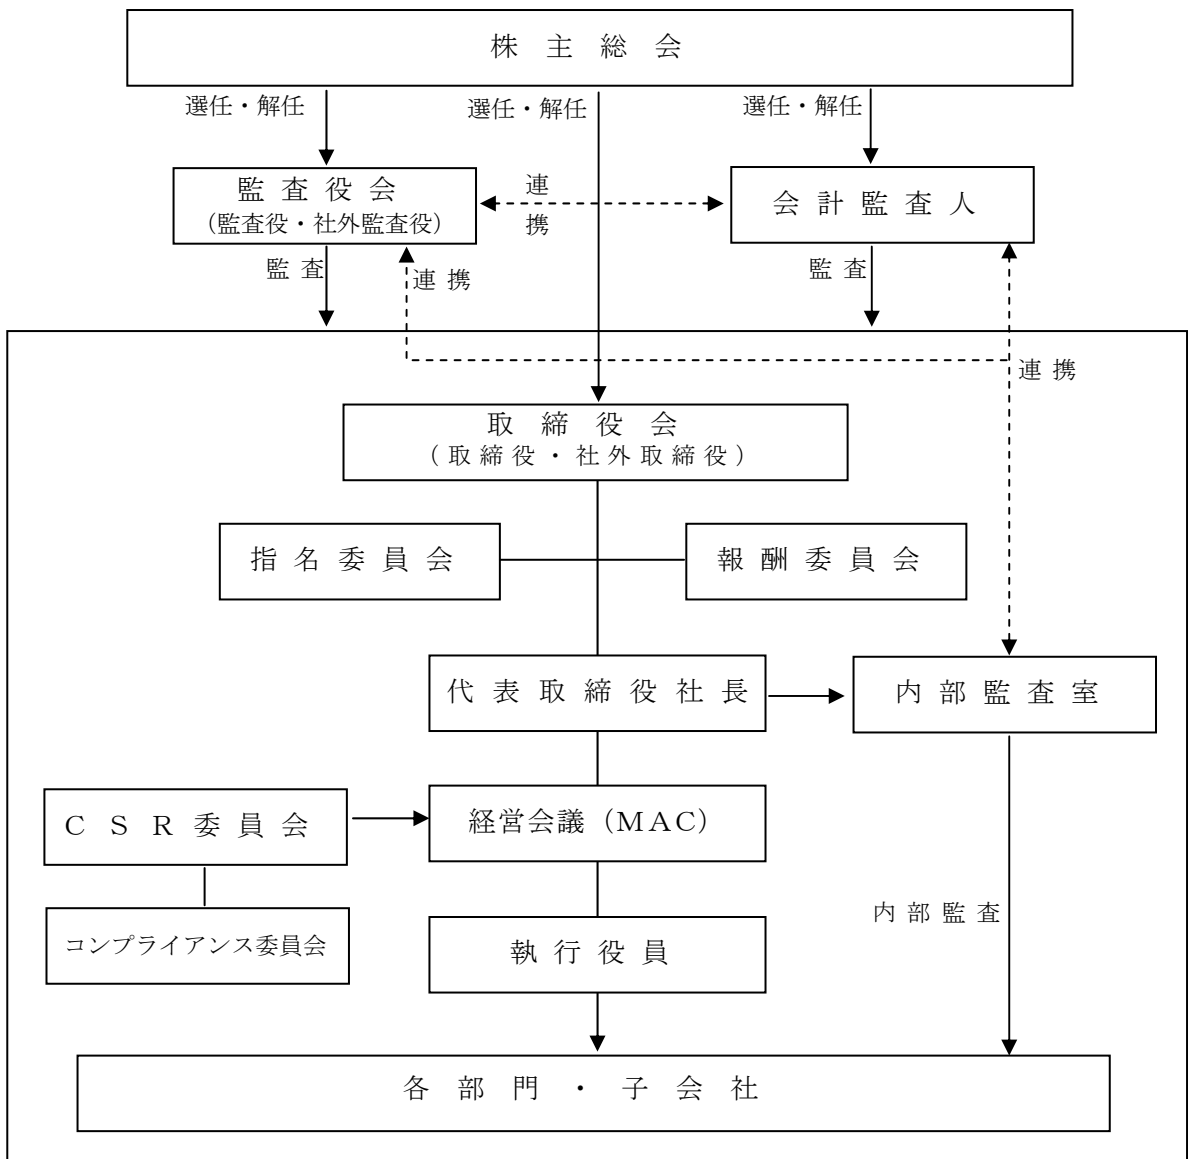 株主総会
選任・解任
選任・解任
選任・解任
監査役会
(監査役・社外監査役)
連
携
会計監査人
監査
連携
監査
連携
取締役会
(取締役・社外取締役)
指名委員会
報酬委員会
代表取締役社長
内部監査室
CSR委員会
経営会議(MAC)
内部監査
コンプライアンス委員会
執行役員
各部門・子会社